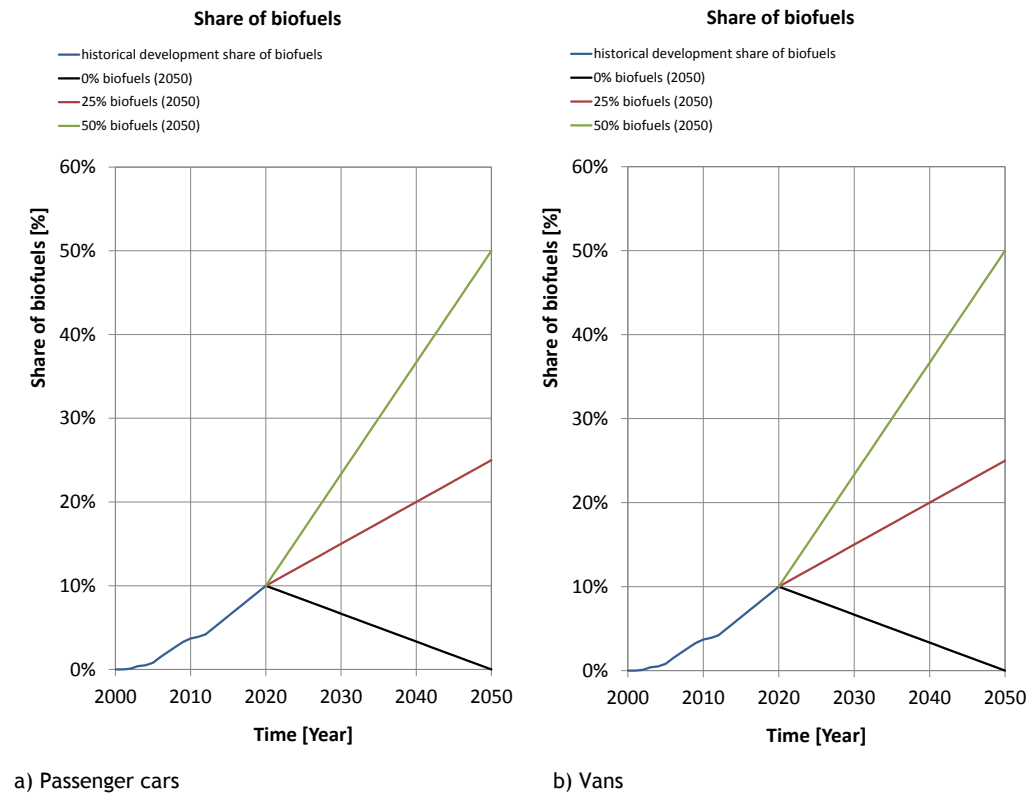 Share of biofuels
historical development share of biofuels
0% biofuels (2050)
25% biofuels (2050)
50% biofuels (2050)
Share of biofuels [%]
60%
50%
40%
30%
20%
10%
0%
2000 2010 2020 2030 2040 2050
Time [Year]
a) Passenger cars
Share of biofuels
historical development share of biofuels
0% biofuels (2050)
25% biofuels (2050)
50% biofuels (2050)
Share of biofuels [%]
60%
50%
40%
30%
20%
10%
0%
2000 2010 2020 2030 2040 2050
Time [Year]
b) Vans